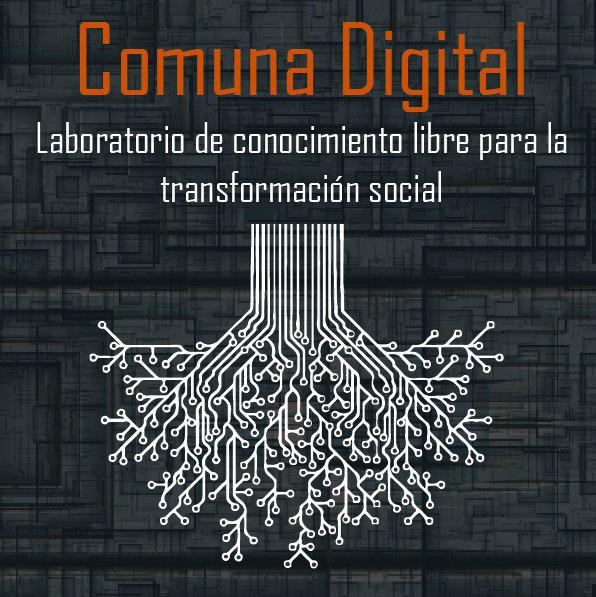 Comuna Digital
Laboratorio de conocimiento libre para la
transformación social